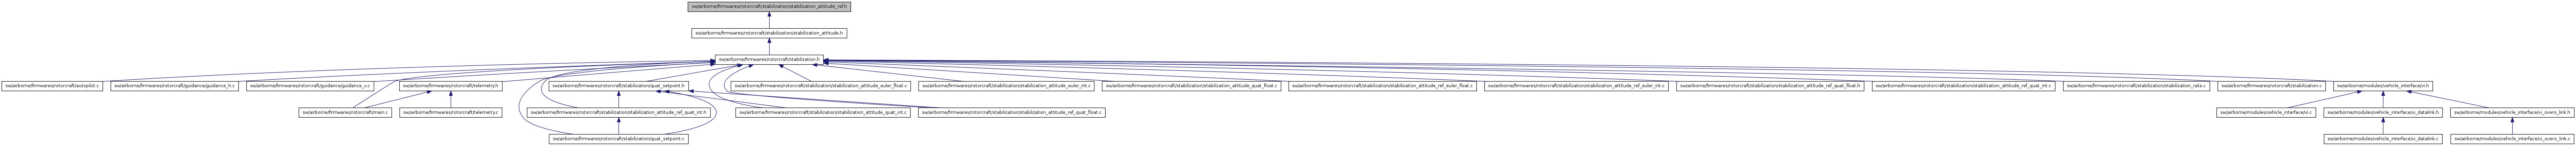 sw/airborne/firmwares/rotorcraft/stabilization/stabilization_attitude_ref.h
sw/airborne/firmwares/rotorcraft/stabilization/stabilization_attitude.h
sw/airborne/firmwares/rotorcraft/stabilization.h
sw/airborne/firmwares/rotorcraft/autopilot.c
sw/airborne/firmwares/rotorcraft/guidance/guidance_h.c
sw/airborne/firmwares/rotorcraft/guidance/guidance_v.c
sw/airborne/firmwares/rotorcraft/telemetry.h
sw/airborne/firmwares/rotorcraft/stabilization/quat_setpoint.h
sw/airborne/firmwares/rotorcraft/stabilization/stabilization_attitude_euler_float.c
sw/airborne/firmwares/rotorcraft/stabilization/stabilization_attitude_euler_int.c
sw/airborne/firmwares/rotorcraft/stabilization/stabilization_attitude_quat_float.c
sw/airborne/firmwares/rotorcraft/stabilization/stabilization_attitude_ref_euler_float.c
sw/airborne/firmwares/rotorcraft/stabilization/stabilization_attitude_ref_euler_int.c
sw/airborne/firmwares/rotorcraft/stabilization/stabilization_attitude_ref_quat_float.h
sw/airborne/firmwares/rotorcraft/stabilization/stabilization_attitude_ref_quat_int.c
sw/airborne/firmwares/rotorcraft/stabilization/stabilization_rate.c
sw/airborne/firmwares/rotorcraft/stabilization.c
sw/airborne/modules/vehicle_interface/vi.h
sw/airborne/firmwares/rotorcraft/main.c
sw/airborne/firmwares/rotorcraft/telemetry.c
sw/airborne/firmwares/rotorcraft/stabilization/stabilization_attitude_ref_quat_int.h
sw/airborne/firmwares/rotorcraft/stabilization/stabilization_attitude_quat_int.c
sw/airborne/firmwares/rotorcraft/stabilization/stabilization_attitude_ref_quat_float.c
sw/airborne/modules/vehicle_interface/vi.c
sw/airborne/modules/vehicle_interface/vi_datalink.h
sw/airborne/modules/vehicle_interface/vi_overo_link.h
sw/airborne/firmwares/rotorcraft/stabilization/quat_setpoint.c
sw/airborne/modules/vehicle_interface/vi_datalink.c
sw/airborne/modules/vehicle_interface/vi_overo_link.c